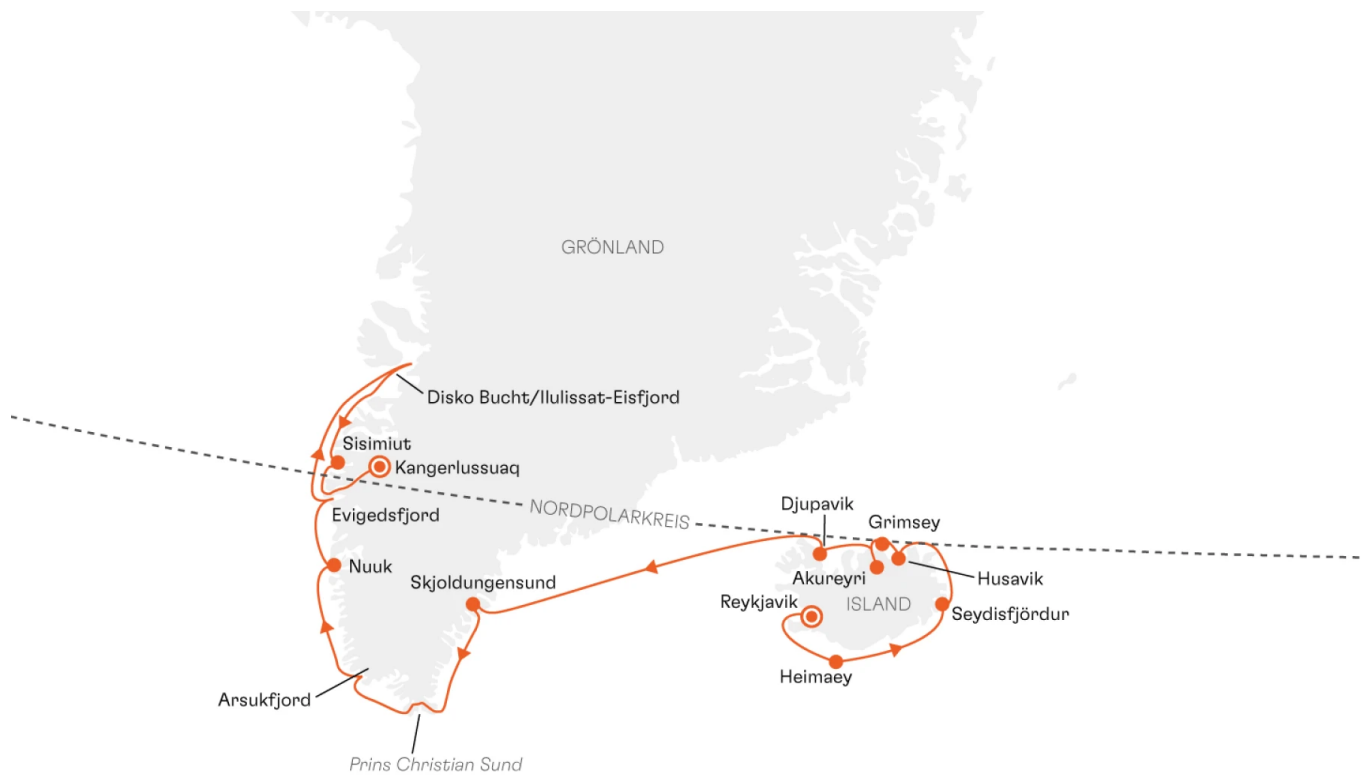 GRÖNLAND
Disko Bucht/Ilulissat-Eisfjord
Sisimiut
Kangerlussuaq
NORDPOLARKREIS
Evigedsfjord
Djupavik
Grimsey
Nuuk
Skjoldungensund
Akureyri
Husavik
Reykjavik
ISLAND
Seydisfjördur
Heimaey
Arsukfjord
Prins Christian Sund